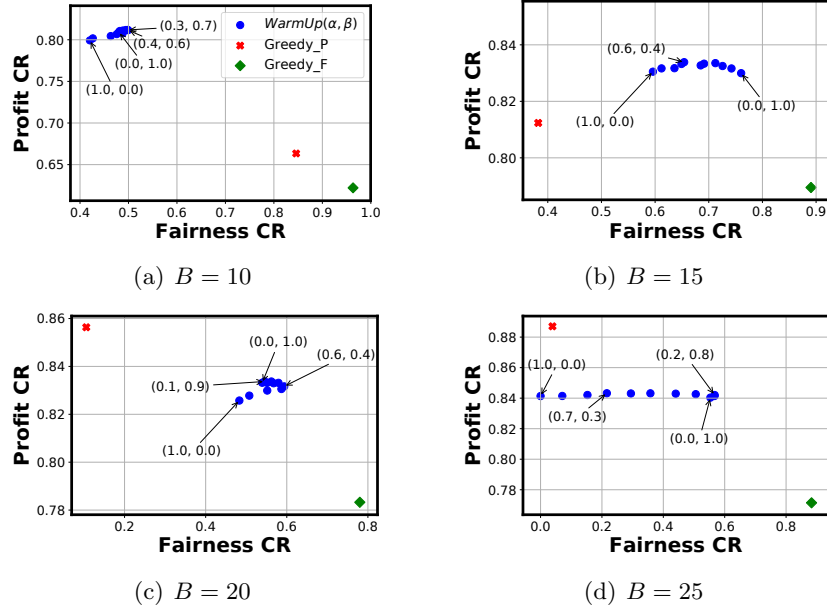 0.80
0.75
0.70
0.65
Profit CR
(0.3, 0.7)
(0.4, 0.6)
(0.0, 1.0)
(1.0, 0.0)
WarmUp(α, β)
Greedy_P
Greedy_F
0.4 0.5 0.6 0.7 0.8 0.9 1.0
Fairness CR
(a) B = 10
0.84
0.82
0.80
Profit CR
(0.6, 0.4)
(1.0, 0.0)
(0.0, 1.0)
0.4 0.5 0.6 0.7 0.8 0.9
Fairness CR
(b) B = 15
0.86
0.84
0.82
0.80
0.78
Profit CR
(0.0, 1.0)
(0.1, 0.9)
(0.6, 0.4)
(1.0, 0.0)
0.2 0.4 0.6 0.8
Fairness CR
(c) B = 20
0.88
0.86
0.84
0.82
0.80
0.78
Profit CR
(1.0, 0.0)
(0.2, 0.8)
(0.7, 0.3)
(0.0, 1.0)
0.0 0.2 0.4 0.6 0.8
Fairness CR
(d) B = 25